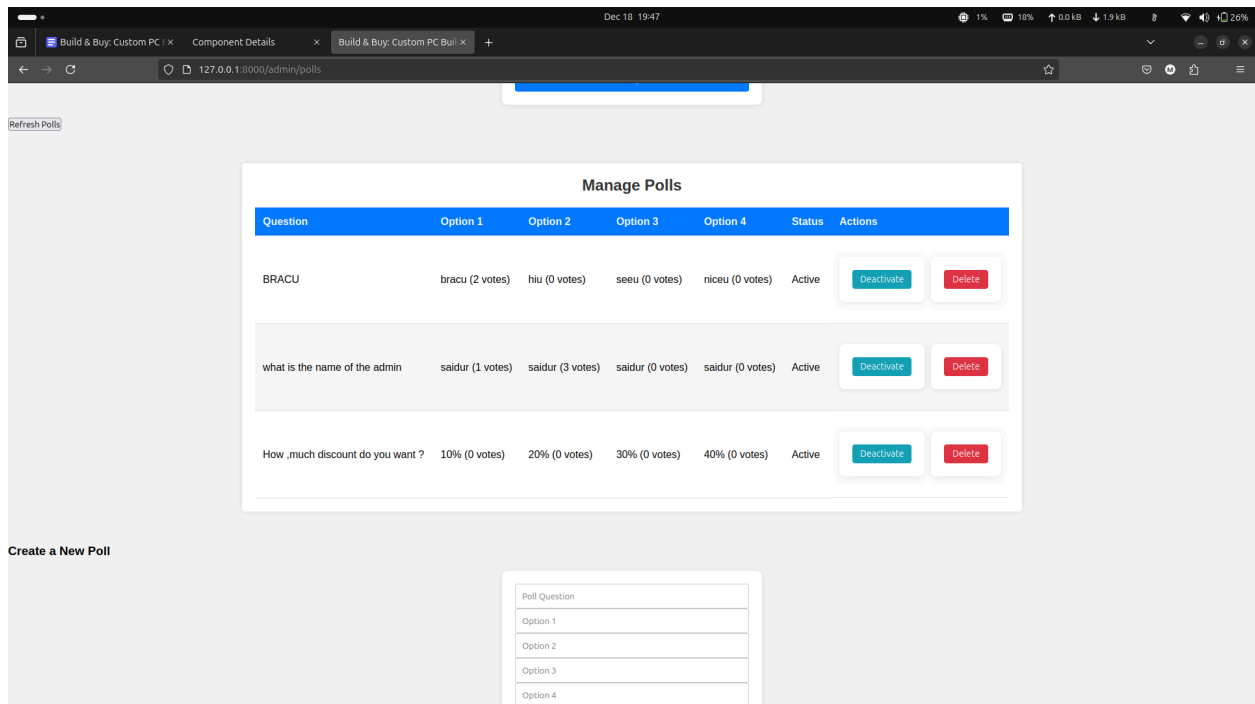 Dec 18 19:47
1% 18% 0.0 kB 1.9 kB 26%
Build & Buy: Custom PC Component Details Build & Buy: Custom PC Buil
127.0.0.1:8000/admin/polls
Refresh Polls
Manage Polls
Question Option 1 Option 2 Option 3 Option 4 Status Actions
BRACU bracu (2 votes) hiu (0 votes) seeu (0 votes) niceu (0 votes) Active Deactivate Delete
what is the name of the admin saidur (1 votes) saidur (3 votes) saidur (0 votes) saidur (0 votes) Active Deactivate Delete
How ,much discount do you want ? 10% (0 votes) 20% (0 votes) 30% (0 votes) 40% (0 votes) Active Deactivate Delete
Create a New Poll
Poll Question
Option 1
Option 2
Option 3
Option 4